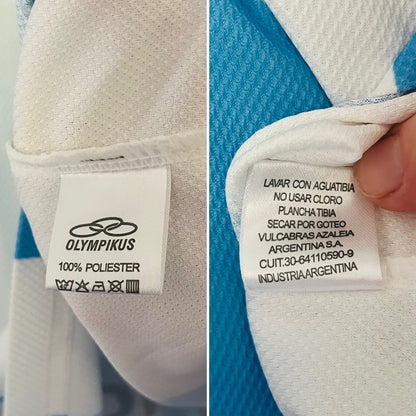 OLYMPIKUS
100% POLIESTER
LAVAR CON AGUATIBIA
NO USAR CLORO
PLANCHA TIBIA
SECAR POR GOTEO
VULCABRAS AZALEIA
ARGENTINA S.A.
CUIT.30-64110590-9
INDUSTRIA ARGENTINA